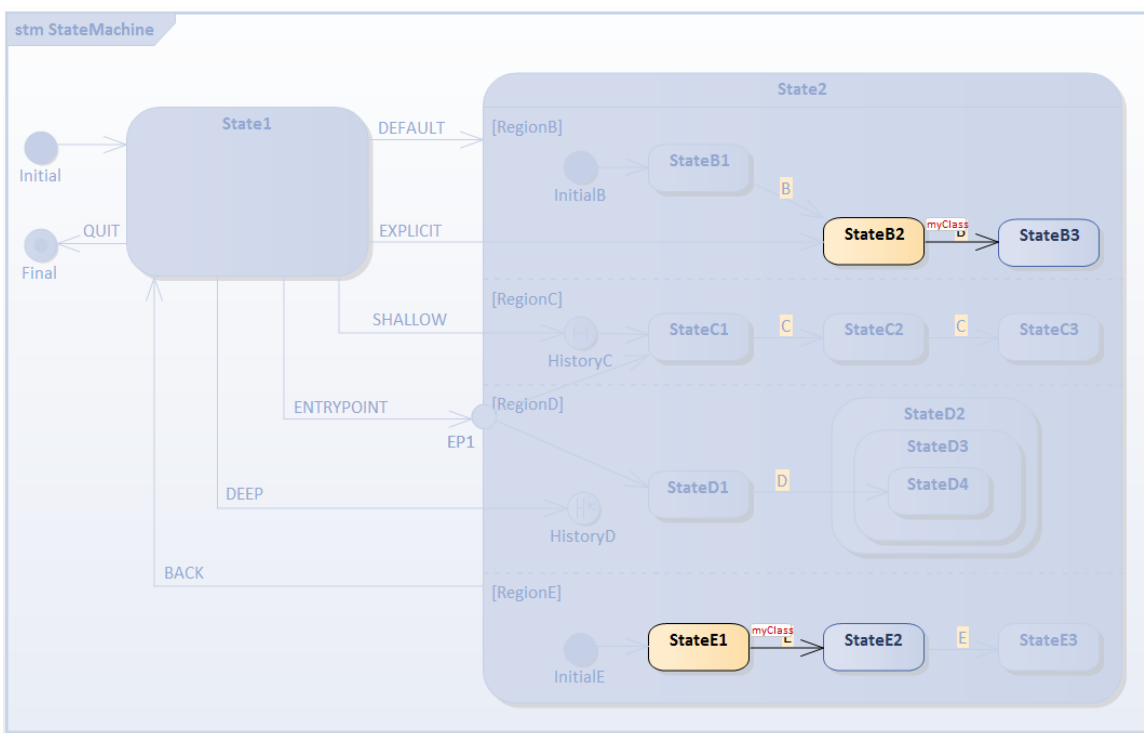 stm StateMachine
State2
State1
DEFAULT
[RegionB]
Initial
StateB1
InitialB
B
QUIT
EXPLICIT
StateB2
myClass
StateB3
Final
[RegionC]
SHALLOW
HistoryC
StateC1
C
StateC2
C
StateC3
ENTRYPOINT
EP1
[RegionD]
StateD2
StateD3
StateD4
StateD1
D
DEEP
HistoryD
BACK
[RegionE]
InitialE
StateE1
myClass
StateE2
E
StateE3